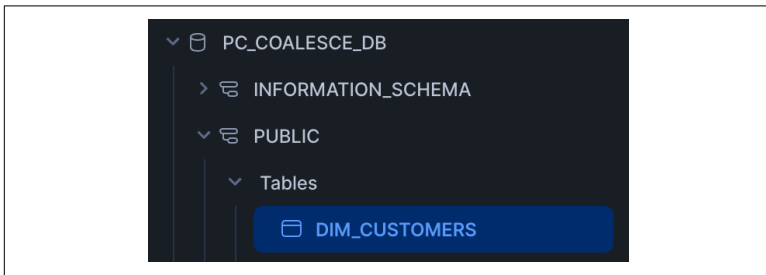 PC_COALESCE_DB
INFORMATION_SCHEMA
PUBLIC
Tables
DIM_CUSTOMERS